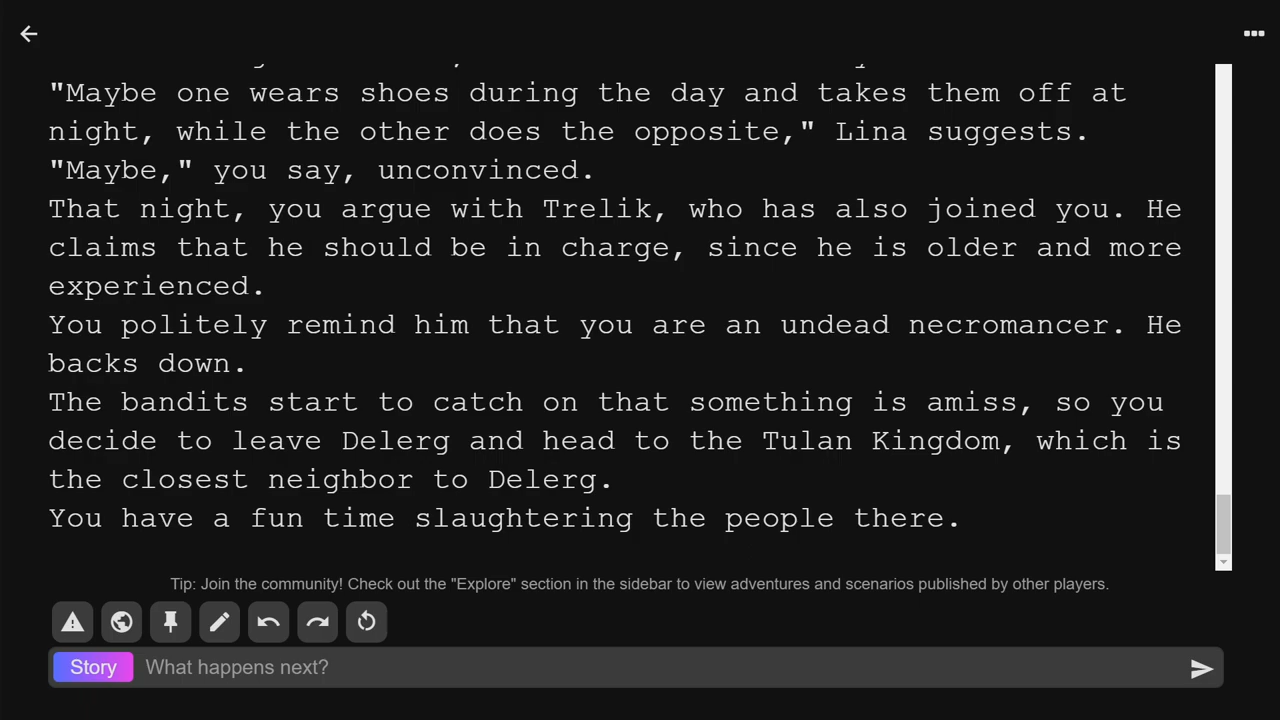 "Maybe one wears shoes during the day and takes them off at
night, while the other does the opposite," Lina suggests.
"Maybe," you say, unconvinced.
That night, you argue with Trelik, who has also joined you. He
claims that he should be in charge, since he is older and more
experienced.
You politely remind him that you are an undead necromancer. He
backs down.
The bandits start to catch on that something is amiss, so you
decide to leave Delerg and head to the Tulan Kingdom, which is
the closest neighbor to Delerg.
You have a fun time slaughtering the people there.
Tip: Join the community! Check out the "Explore" section in the sidebar to view adventures and scenarios published by other players.
Story What happens next?